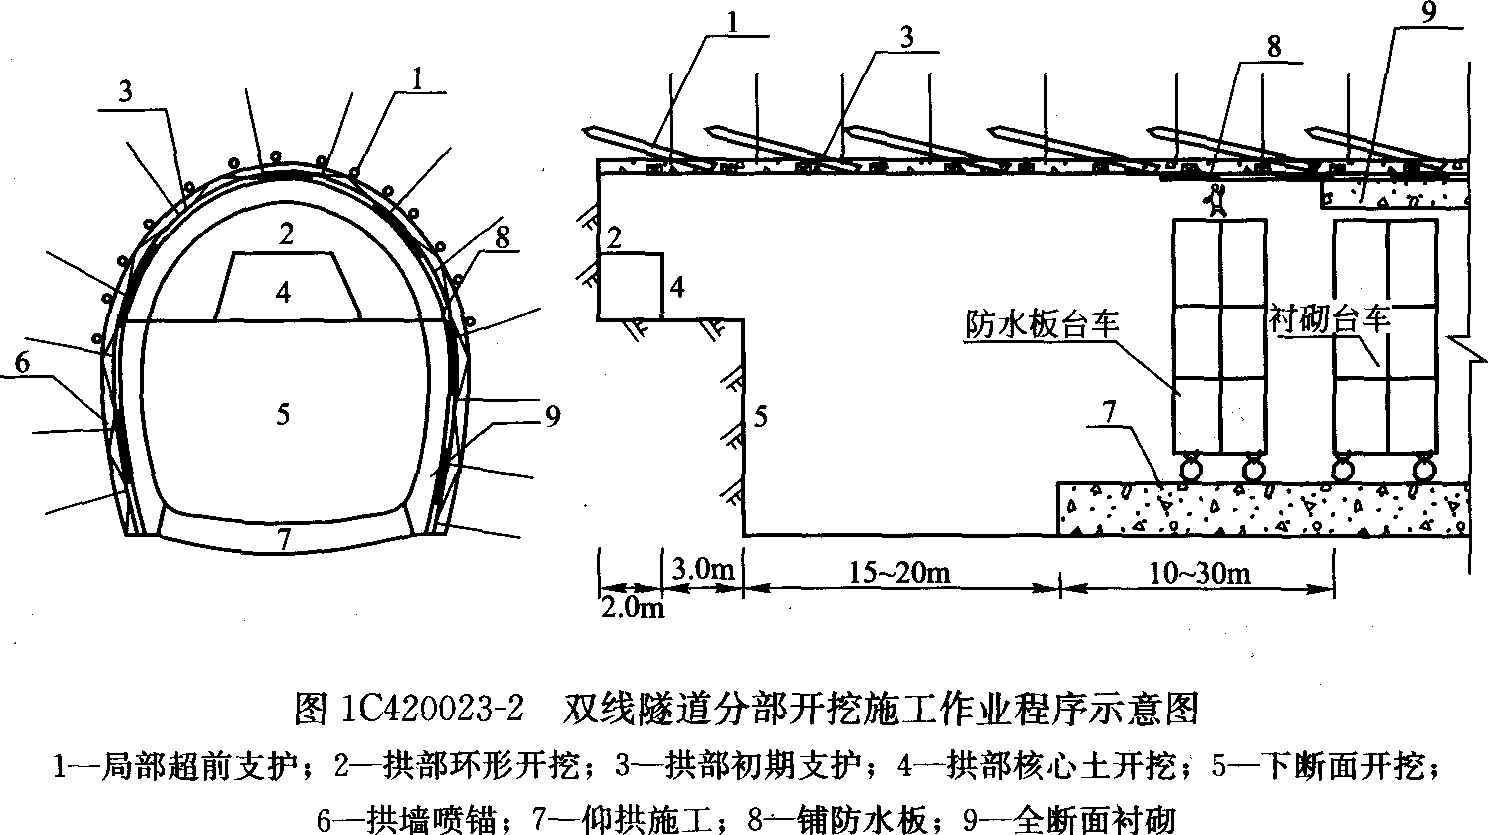 1
3
8
9
3
1
2
8
4
6
5
9
7
2
4
5
防水板台车
衬砌台车
7
3.0m
15~20m
10~30m
2.0m
图 1C420023-2 双线隧道分部开挖施工作业程序示意图
1—局部超前支护；2—拱部环形开挖；3—拱部初期支护；4—拱部核心土开挖；5—下断面开挖；
6—拱墙喷锚；7—仰拱施工；8—铺防水板；9—全断面衬砌